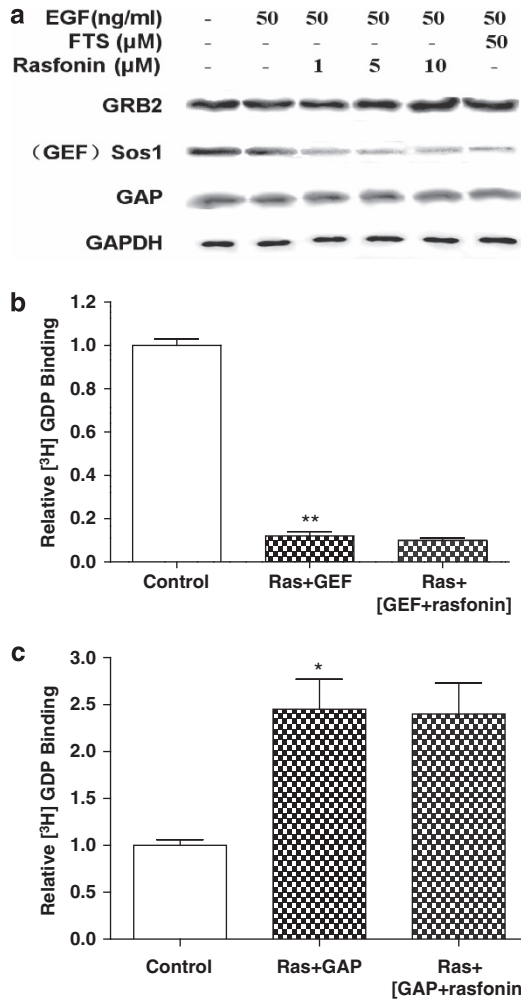 a
EGF(ng/ml) - 50 50 50 50 50
FTS (μM) 50
Rasfonin (μM) - - 1 5 10 -
GRB2
(GEF) Sos1
GAP
GAPDH
b
Relative [³H] GDP Binding
1.2
1.0
0.8
0.6
0.4
0.2
0.0
**
Control
Ras+GEF
Ras+
[GEF+rasfonin]
c
Relative [³H] GDP Binding
3.0
2.5
2.0
1.5
1.0
0.5
0.0
*
Control
Ras+GAP
Ras+
[GAP+rasfonin